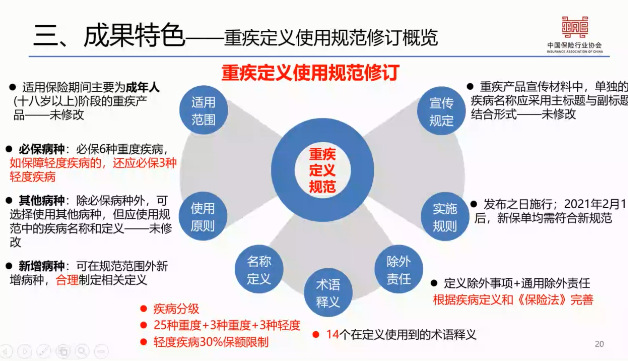 三、成果特色——重疾定义使用规范修订概览
中国保险行业协会
INSURANCE ASSOCIATION OF CHINA
重疾定义使用规范修订
● 适用保险期间主要为成年人
(十八岁以上)阶段的重疾产
品——未修改
● 必保病种：必保6种重度疾病，
如保障轻度疾病的，还应必保3种
轻度疾病
● 其他病种：除必保病种外，可
选择使用其他病种，但应使用规
范中的疾病名称和定义——未修
改
● 新增病种：可在规范范围外新
增病种，合理制定相关定义
适用
范围
使用
原则
名称
定义
术语
释义
除外
责任
实施
规则
宣传
规定
重疾
定义
规范
● 重疾产品宣传材料中，单独的
疾病名称应采用主标题与副标题
结合形式——未修改
● 发布之日施行；2021年2月1
后，新保单均需符合新规范
● 定义除外事项+通用除外责任
根据疾病定义和《保险法》完善
● 疾病分级
● 25种重度+3种重度+3种轻度
● 轻度疾病30%保额限制
● 14个在定义使用到的术语释义
20